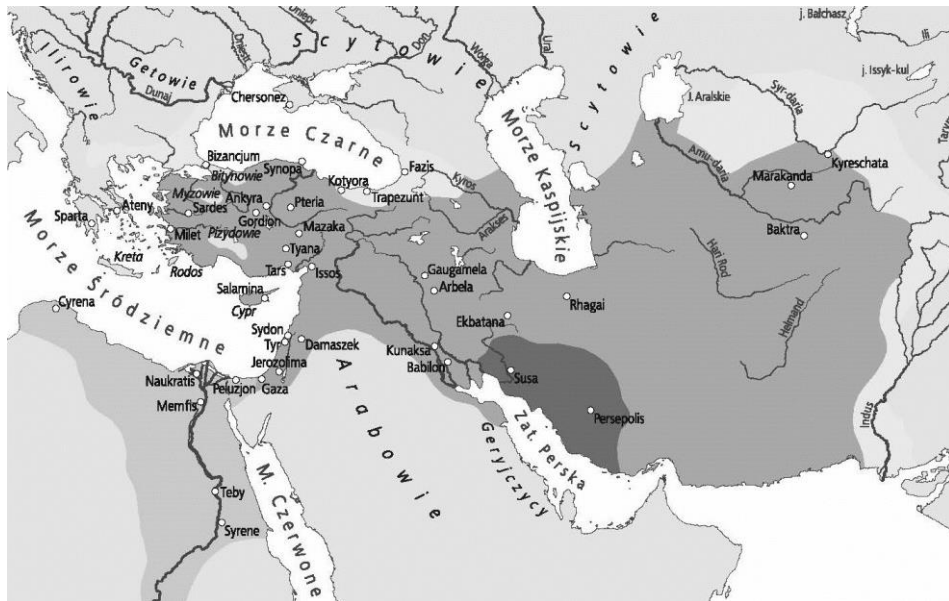 Ilirowie
Getowie
Dunaj
Dniestr
Dniepr
Scytowie
Don
Wołga
Ural
j. Bałchasz
Ili
j. Issyk-kul
Scytowie
J. Aralskie
Syr-daria
Amu-daria
Kyreschata
Marakanda
Baktra
Chersonez
Morze Czarne
Morze Kaspijskie
Bizancjum
Bitynowie
Synopa
Kotyora
Trapezunt
Fazis
Kyros
Arakses
Myzowie
Ankyra
Pteria
Sardes
Gordion
Mazaka
Ateny
Sparta
Milet
Pizydowie
Tyana
Kreta
Rodos
Tars
Issos
Gaugamela
Arbela
Rhagai
Hari Rod
Helmand
Salamina
Cypr
Ekbatana
Cyrena
Morze Śródziemne
Sydon
Tyr
Damaszek
Kunaksa
Babilon
Susa
Jerozolima
Naukratis
Peluzjon
Gaza
Memfis
Arabowie
Persepolis
Indus
Zat. Perska
Geryjczycy
M. Czerwone
Teby
Syrene